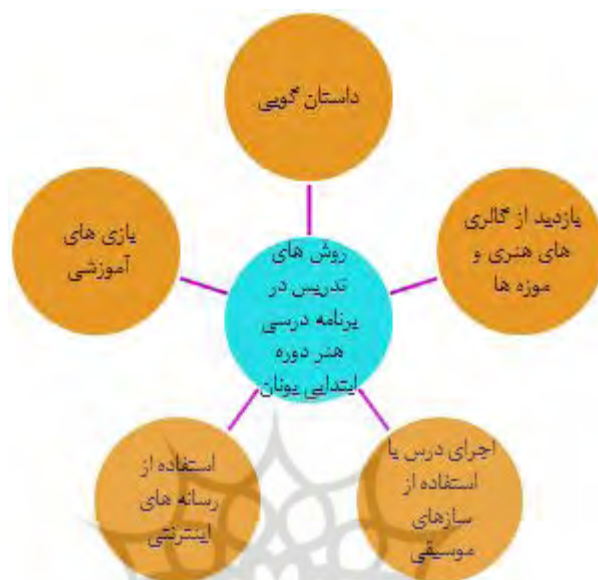 داستان گویی
بازدید از گالری
های هنری و
موزه ها
بازی های
آموزشی
روش های
تدریس در
برنامه درسی
هنر دوره
ابتدایی یونان
اجرای درس با
استفاده از
سازهای
موسیقی
استفاده از
رسانه های
اینترنتی